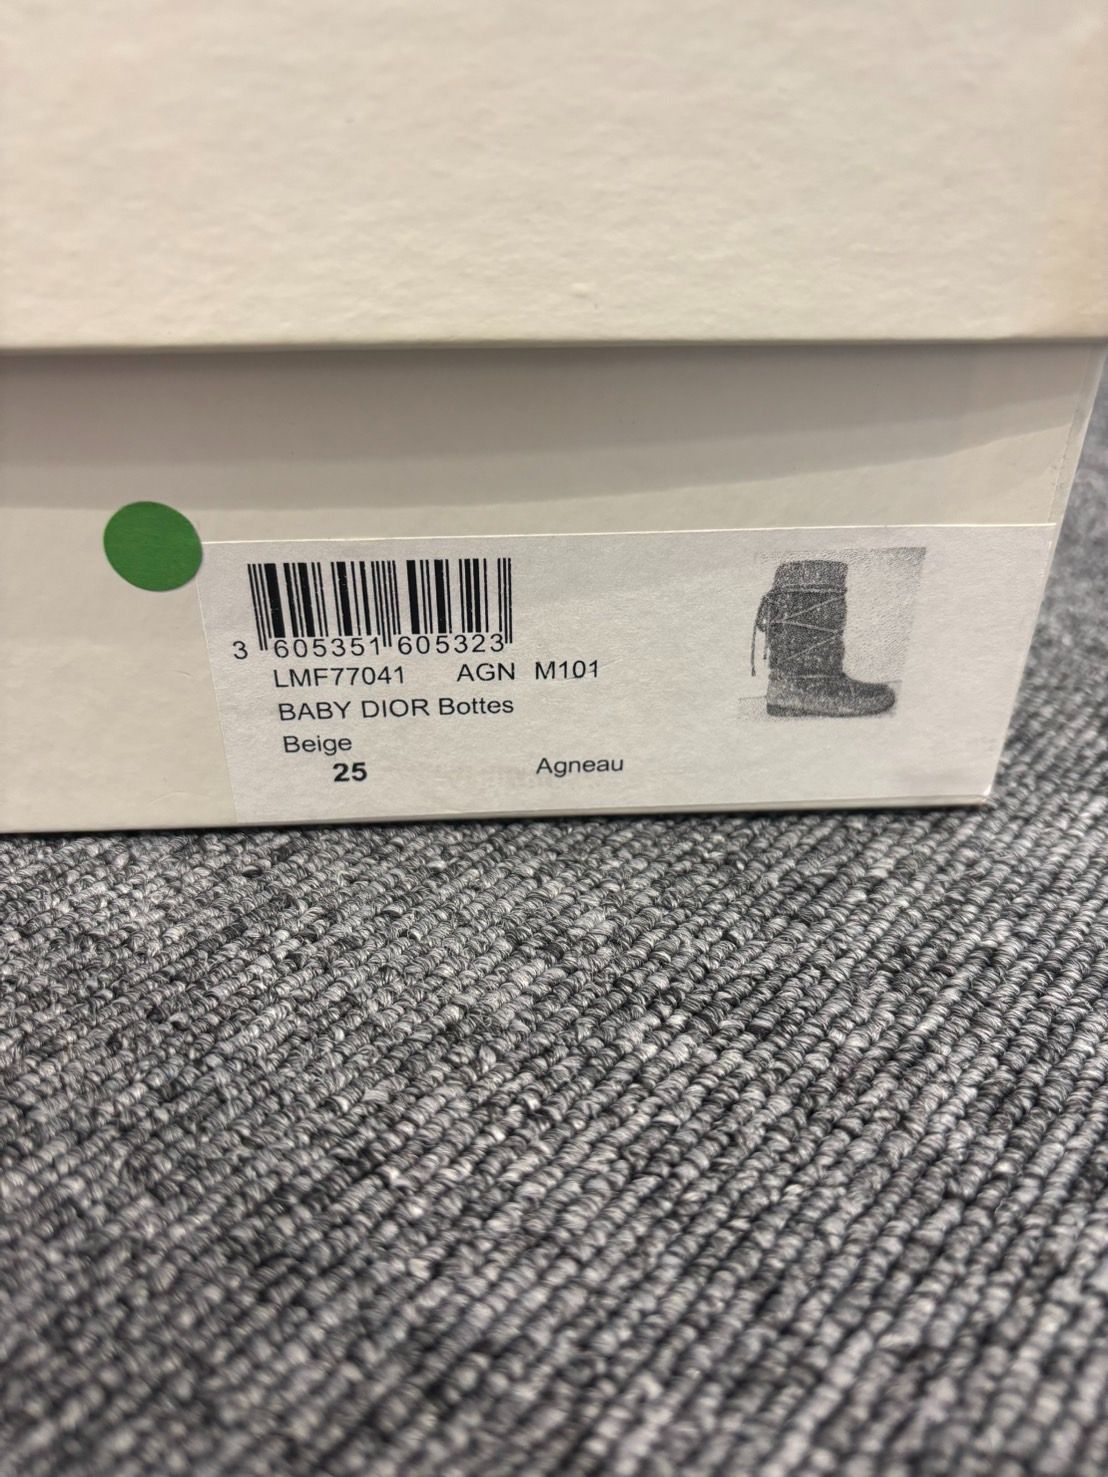 3 605351 605323
LMF77041 AGN M101
BABY DIOR Bottes
Beige
25 Agneau